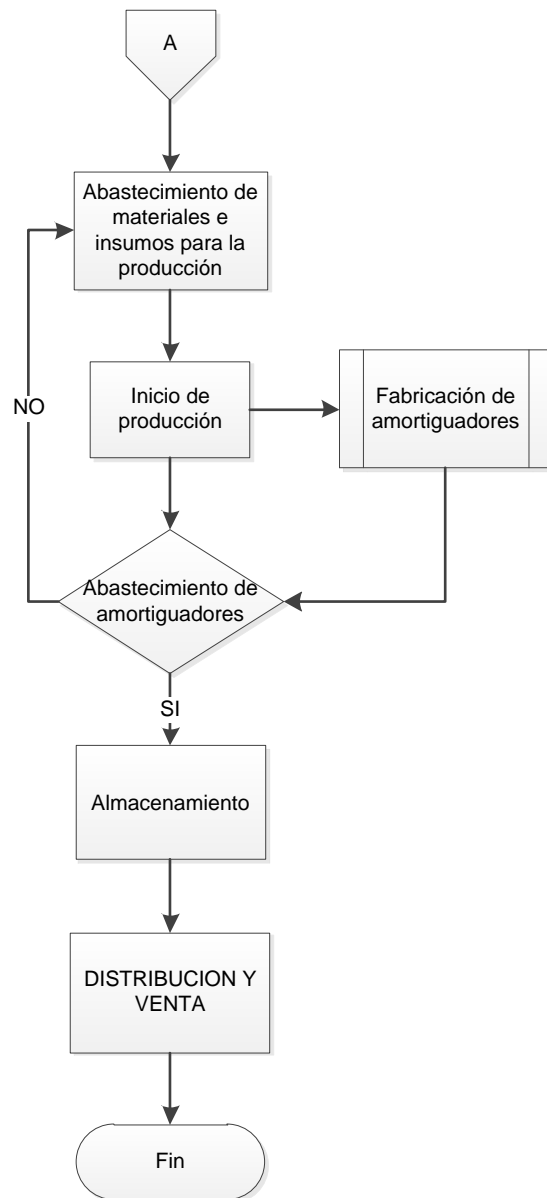 A
Abastecimiento de
materiales e
insumos para la
producción
Inicio de
producción
Fabricación de
amortiguadores
NO
Abastecimiento de
amortiguadores
SI
Almacenamiento
DISTRIBUCION Y
VENTA
Fin